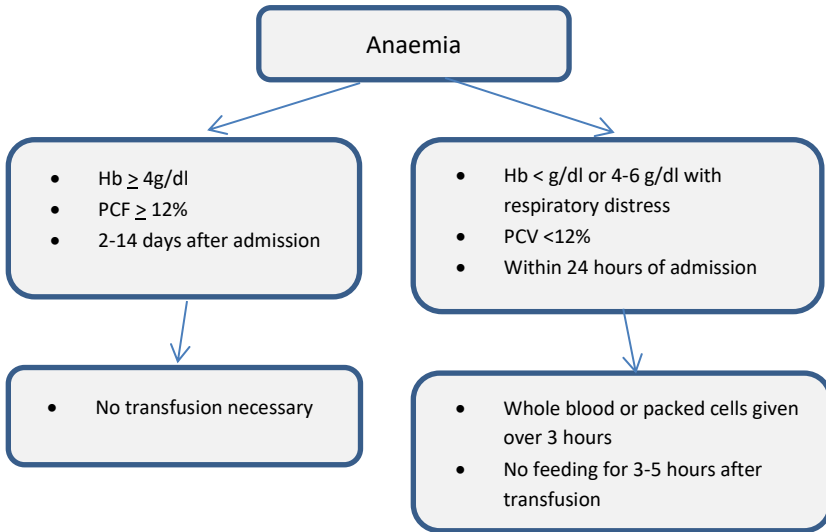 Anaemia
• Hb ≥ 4g/dl
• PCF ≥ 12%
• 2-14 days after admission
• Hb < g/dl or 4-6 g/dl with
respiratory distress
• PCV <12%
• Within 24 hours of admission
• No transfusion necessary
• Whole blood or packed cells given
over 3 hours
• No feeding for 3-5 hours after
transfusion